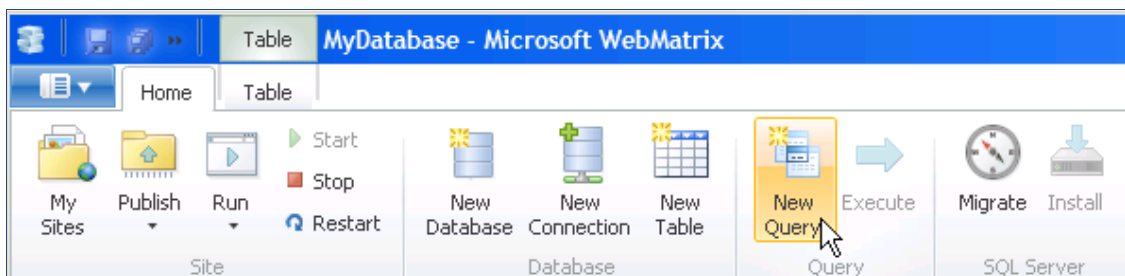 Table MyDatabase - Microsoft WebMatrix
Home Table
Start
Stop
Restart
My
Sites
Publish
Run
New
Database
New
Connection
New
Table
New
Query
Execute
Migrate
Install
Site Database Query SQL Server